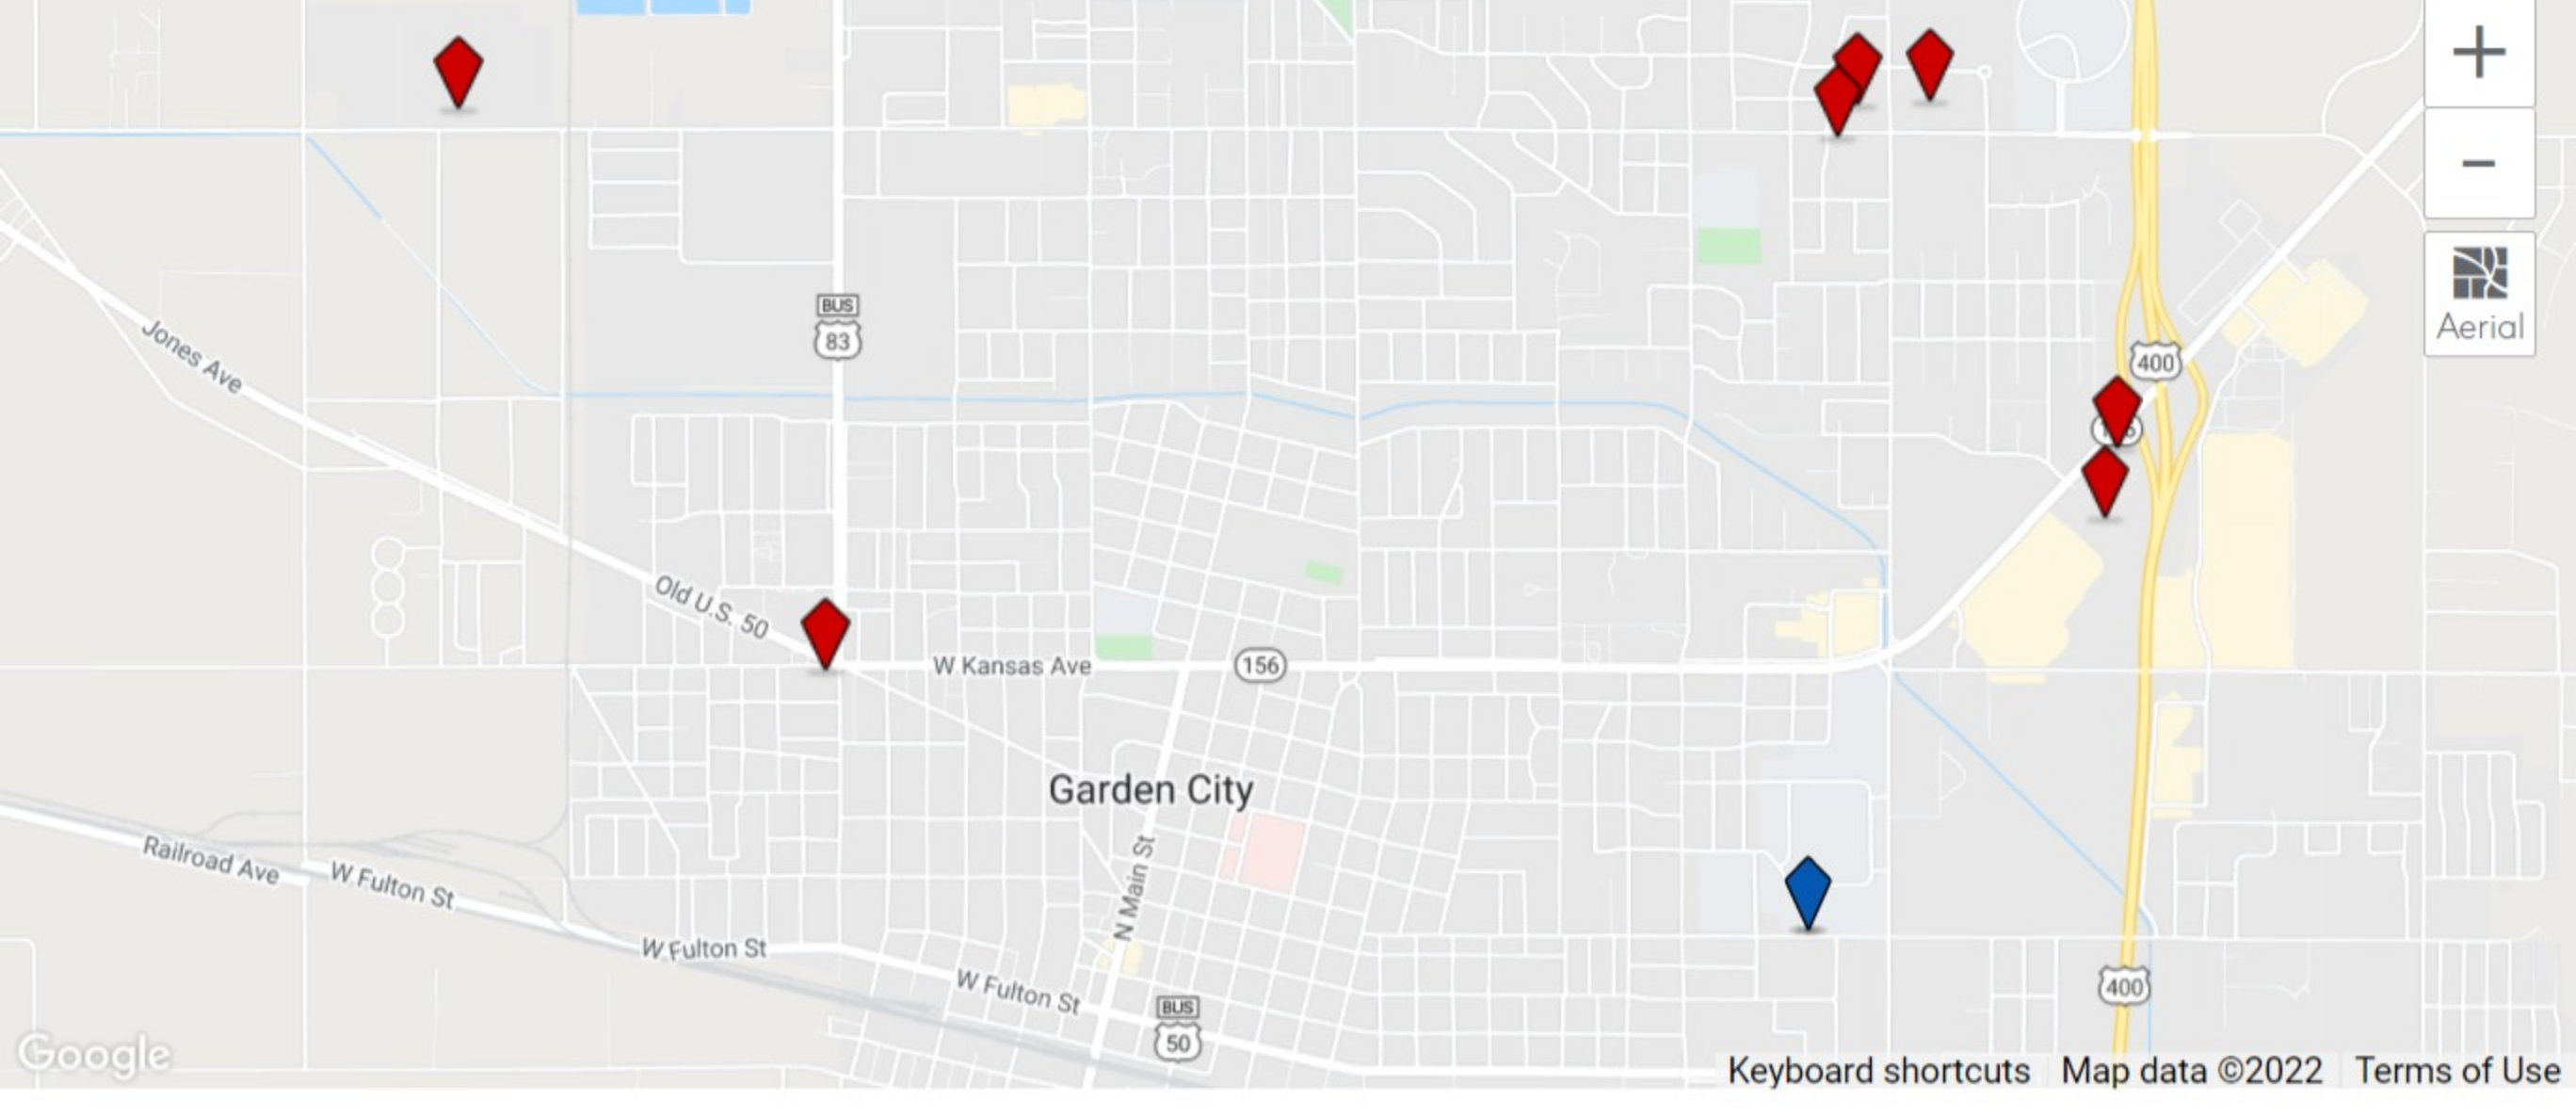 Jones Ave
BUS
83
400
Aerial
Old U.S. 50
W Kansas Ave
156
Garden City
Railroad Ave
W Fulton St
N Main St
W Fulton St
W Fulton St
BUS
50
400
Google
Keyboard shortcuts
Map data ©2022
Terms of Use